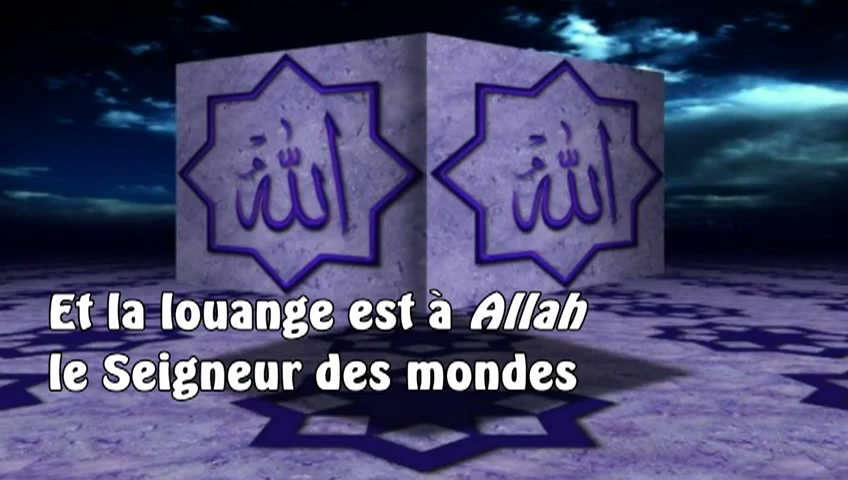 الله الله
Et la louange est à Allah
le Seigneur des mondes